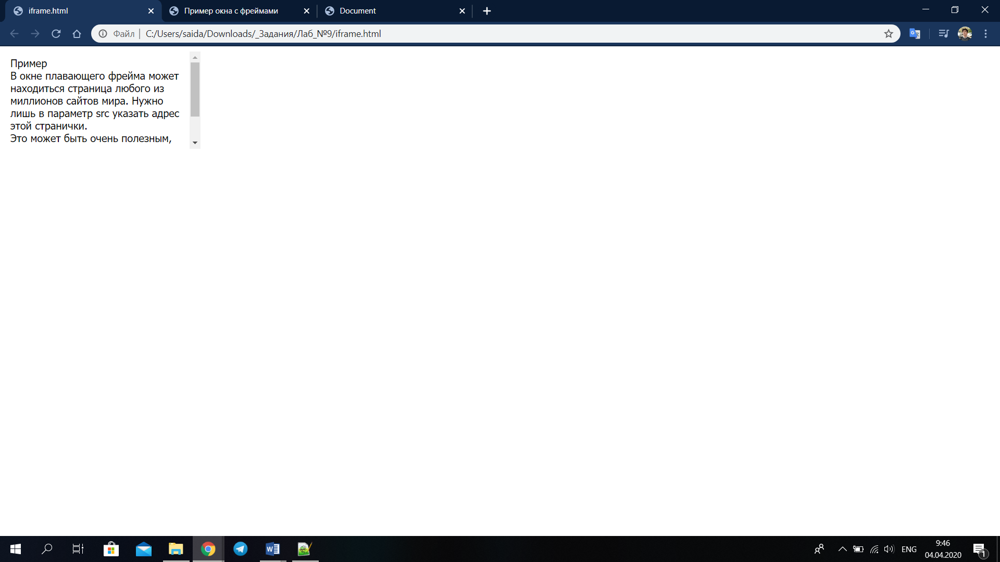 iframe.html
Пример окна с фреймами
Document
Файл
C:/Users/saida/Downloads/_Задания/Лаб_№9/iframe.html
Пример
В окне плавающего фрейма может
находиться страница любого из
миллионов сайтов мира. Нужно
лишь в параметр src указать адрес
этой странички.
Это может быть очень полезным,
ENG
9:46
04.04.2020
1